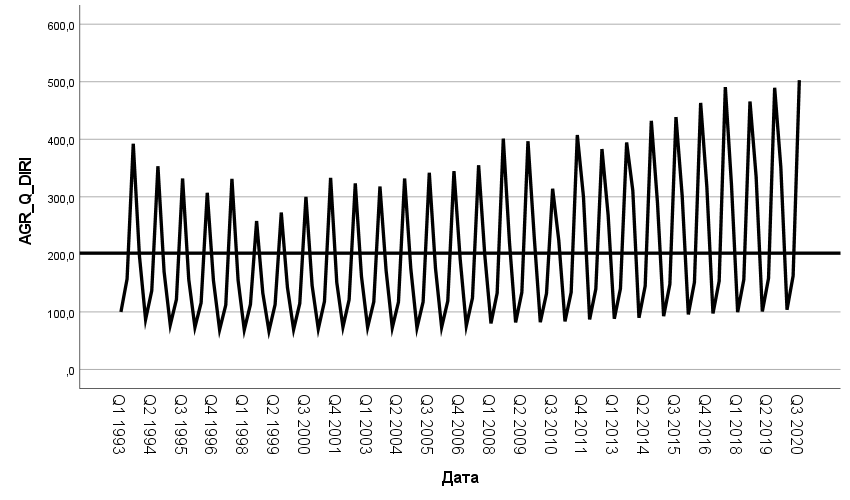 600,0
500,0
400,0
300,0
200,0
100,0
,0
AGR_Q_DIRI
Q1 1993
Q2 1994
Q3 1995
Q4 1996
Q1 1998
Q2 1999
Q3 2000
Q4 2001
Q1 2003
Q2 2004
Q3 2005
Q4 2006
Q1 2008
Q2 2009
Q3 2010
Q4 2011
Q1 2013
Q2 2014
Q3 2015
Q4 2016
Q1 2018
Q2 2019
Q3 2020
Дата